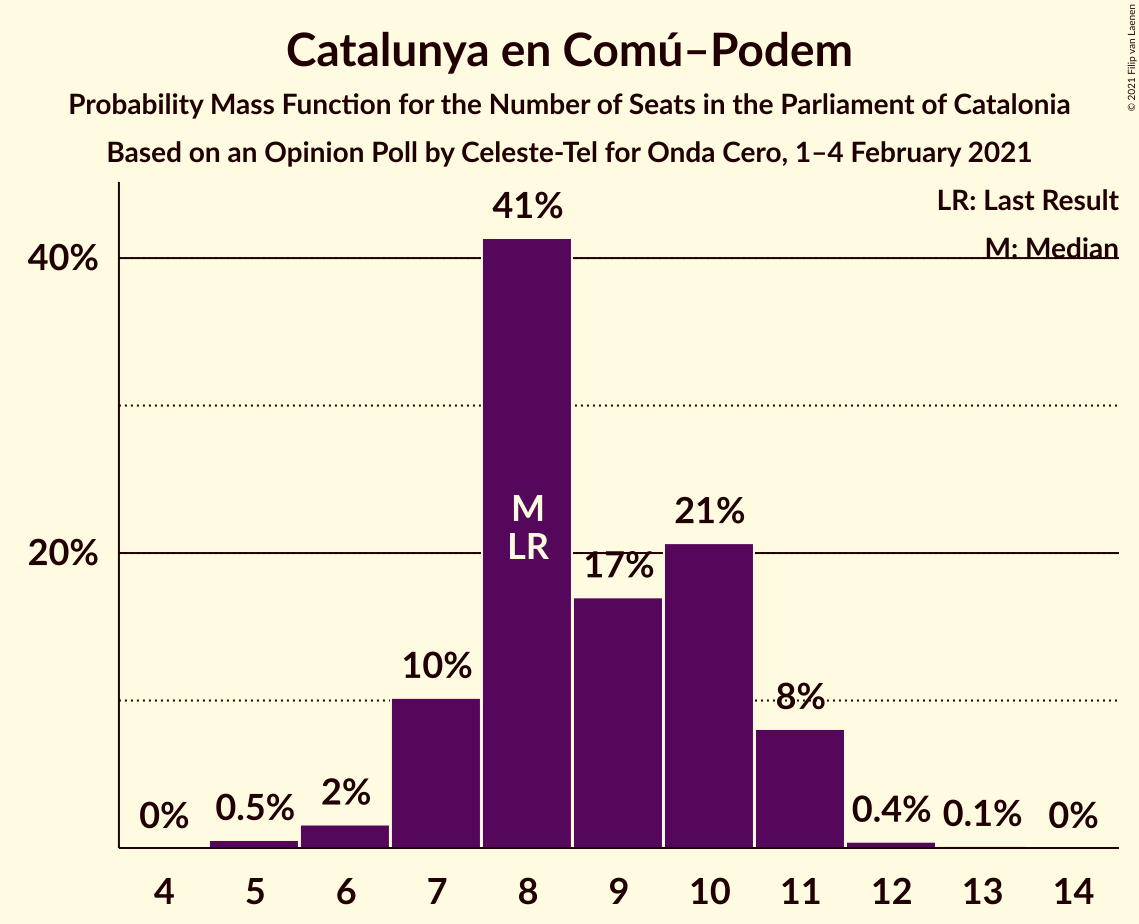 Catalunya en Comú–Podem
Probability Mass Function for the Number of Seats in the Parliament of Catalonia
Based on an Opinion Poll by Celeste-Tel for Onda Cero, 1–4 February 2021
© 2021 Filip van Laenen
LR: Last Result
M: Median
40%
20%
0%
0.5%
2%
10%
41%
M
LR
17%
21%
8%
0.4%
0.1%
0%
4 5 6 7 8 9 10 11 12 13 14